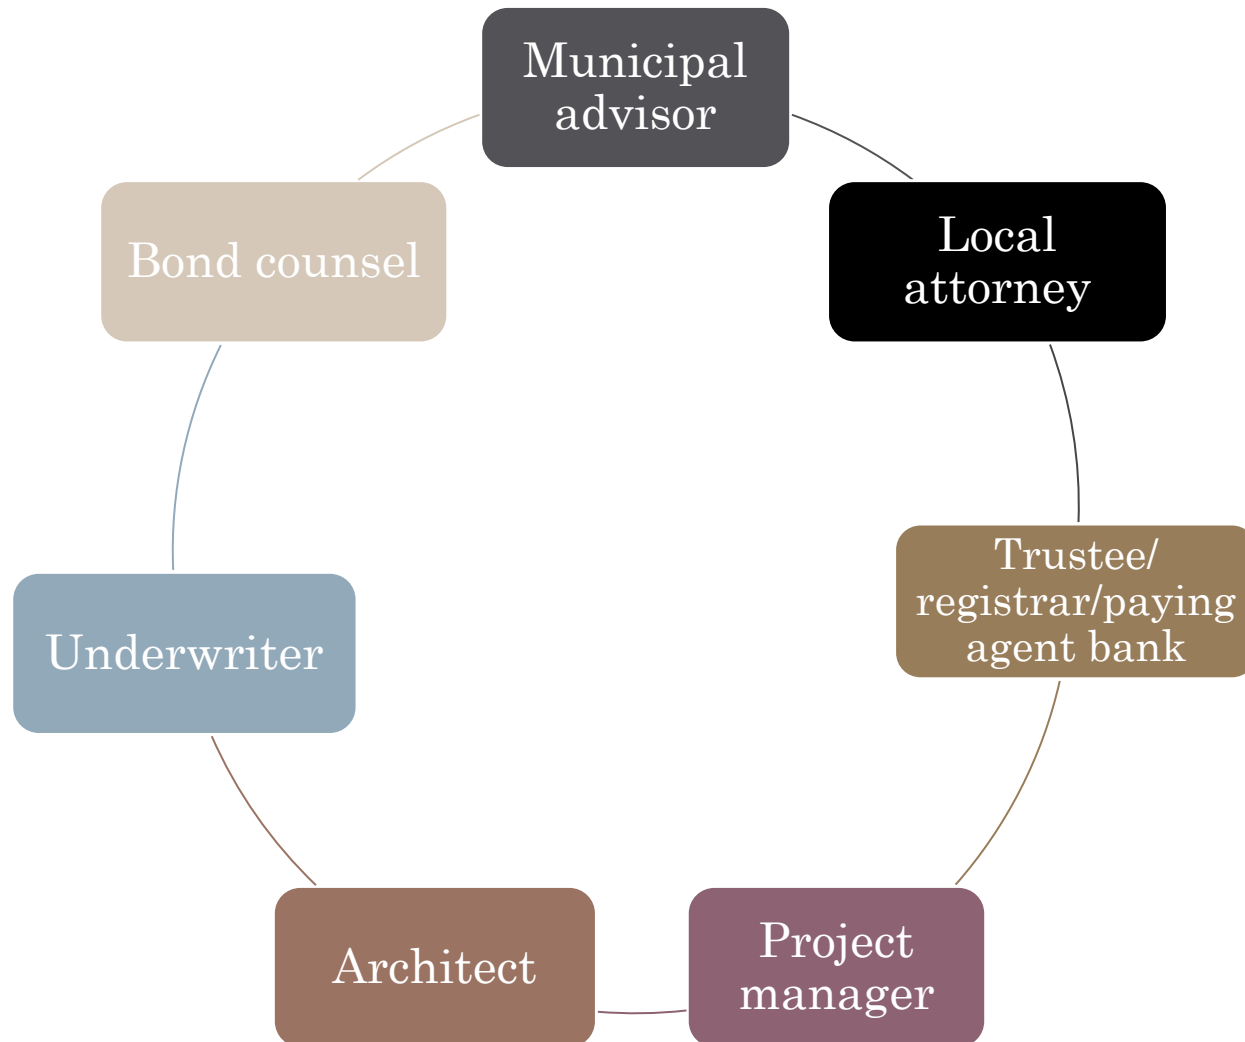 Municipal
advisor
Local
attorney
Trustee/
registrar/paying
agent bank
Project
manager
Architect
Underwriter
Bond counsel